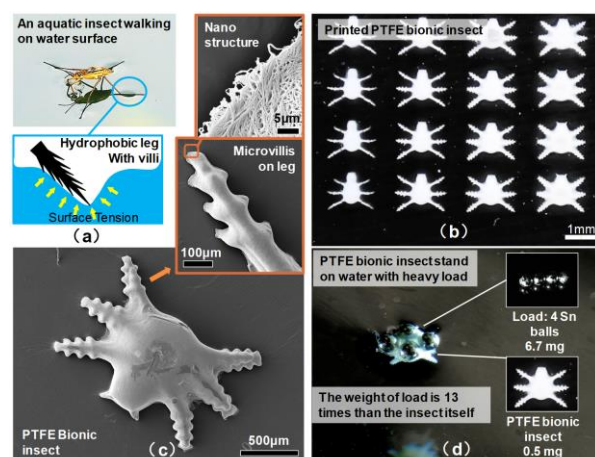 An aquatic insect walking
on water surface
Hydrophobic leg
With villi
Surface Tension
(a)
Nano
structure
5μm
Microvillis
on leg
100μm
PTFE Bionic
insect
(c)
500μm
Printed PTFE bionic insect
(b)
1mm
PTFE bionic insect stand
on water with heavy load
Load: 4 Sn
balls
6.7 mg
The weight of load is 13
times than the insect itself
(d)
PTFE bionic
insect
0.5 mg